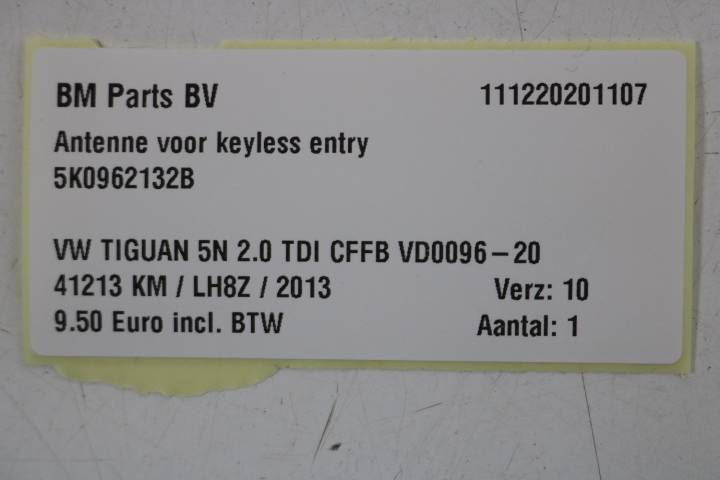 BM Parts BV 111220201107
Antenne voor keyless entry
5K0962132B
VW TIGUAN 5N 2.0 TDI CFFB VD0096-20
41213 KM / LH8Z / 2013 Verz: 10
9.50 Euro incl. BTW Aantal: 1